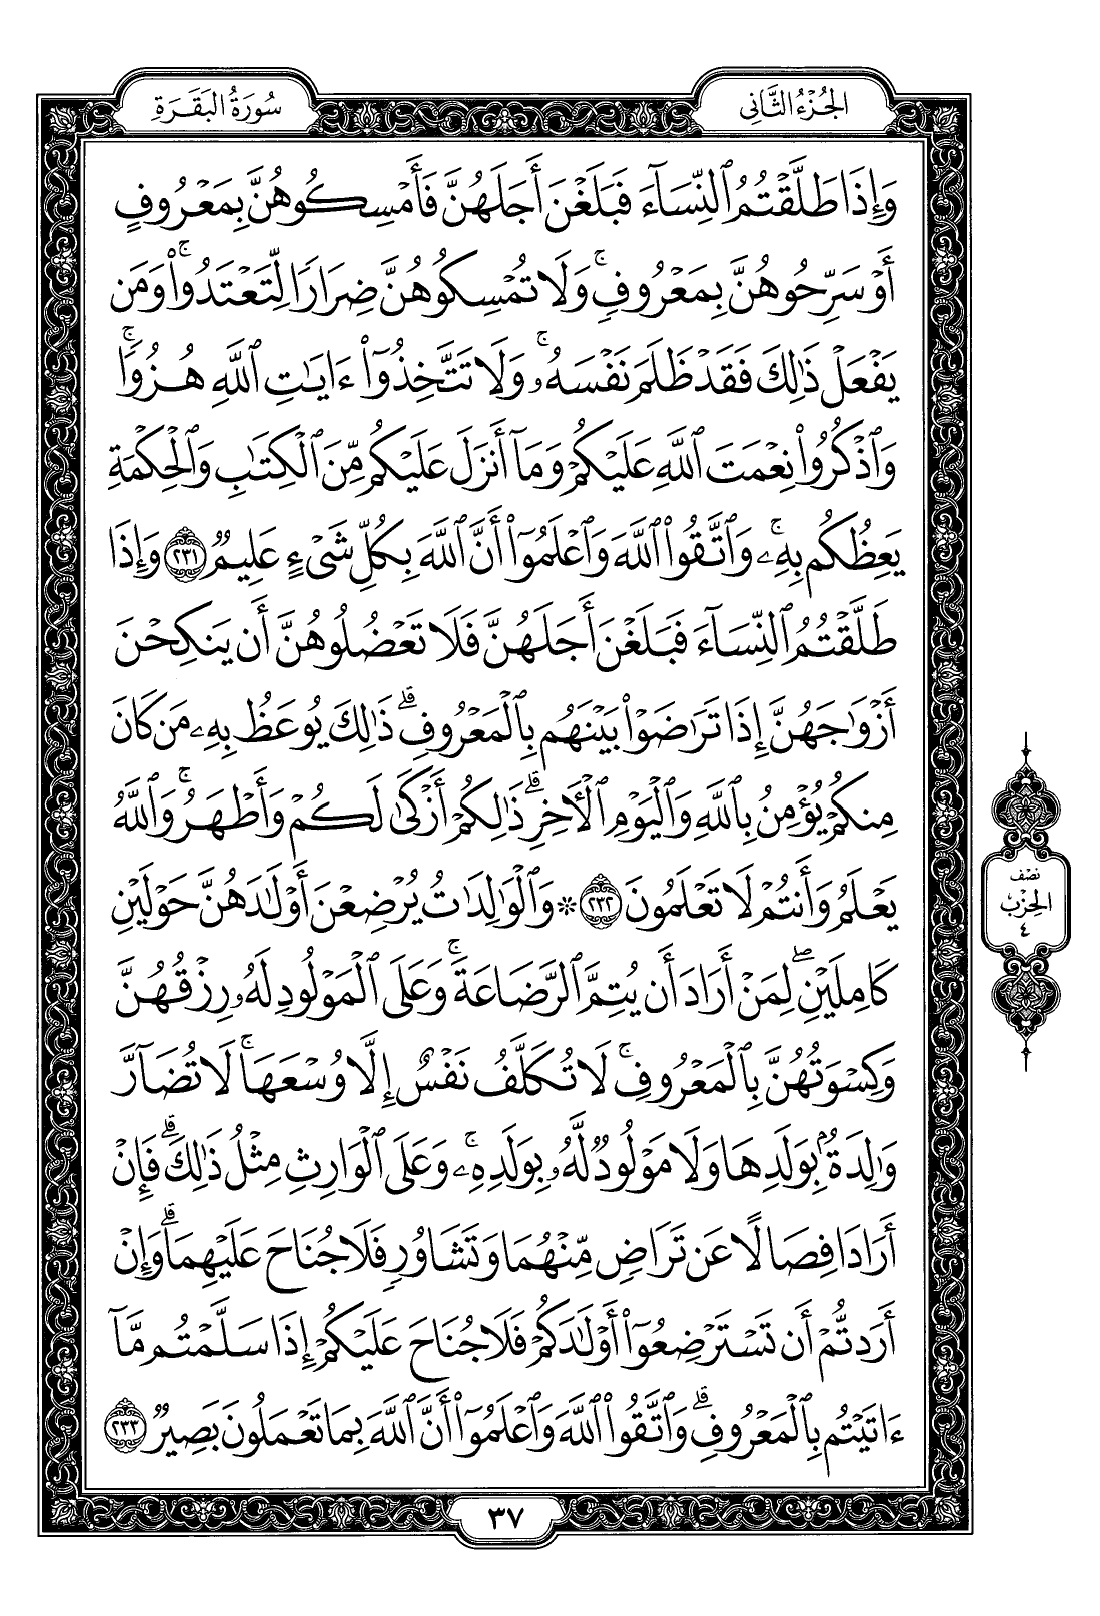 الجُزْءُ الثَّانِي
سُورَةُ البَقَرَةِ
وَإِذَا طَلَّقْتُمُ ٱلنِّسَآءَ فَبَلَغْنَ أَجَلَهُنَّ فَأَمْسِكُوهُنَّ بِمَعْرُوفٍ
أَوْ سَرِّحُوهُنَّ بِمَعْرُوفٍۚ وَلَا تُمْسِكُوهُنَّ ضِرَارًا لِّتَعْتَدُوا۟ۚ وَمَن
يَفْعَلْ ذَٰلِكَ فَقَدْ ظَلَمَ نَفْسَهُۥۚ وَلَا تَتَّخِذُوٓا۟ ءَايَـٰتِ ٱللَّهِ هُزُوًاۚ
وَٱذْكُرُوا۟ نِعْمَتَ ٱللَّهِ عَلَيْكُمْ وَمَآ أَنزَلَ عَلَيْكُم مِّنَ ٱلْكِتَـٰبِ وَٱلْحِكْمَةِ
يَعِظُكُم بِهِۦۚ وَٱتَّقُوا۟ ٱللَّهَ وَٱعْلَمُوٓا۟ أَنَّ ٱللَّهَ بِكُلِّ شَىْءٍ عَلِيمٌ ٢٣١ وَإِذَا
طَلَّقْتُمُ ٱلنِّسَآءَ فَبَلَغْنَ أَجَلَهُنَّ فَلَا تَعْضُلُوهُنَّ أَن يَنكِحْنَ
أَزْوَٰجَهُنَّ إِذَا تَرَٰضَوْا۟ بَيْنَهُم بِٱلْمَعْرُوفِۗ ذَٰلِكَ يُوعَظُ بِهِۦ مَن كَانَ
مِنكُمْ يُؤْمِنُ بِٱللَّهِ وَٱلْيَوْمِ ٱلْـَٔاخِرِۗ ذَٰلِكُمْ أَزْكَىٰ لَكُمْ وَأَطْهَرُۚ وَٱللَّهُ
يَعْلَمُ وَأَنتُمْ لَا تَعْلَمُونَ ٢٣٢ * وَٱلْوَٰلِدَٰتُ يُرْضِعْنَ أَوْلَـٰدَهُنَّ حَوْلَيْنِ
كَامِلَيْنِۖ لِمَنْ أَرَادَ أَن يُتِمَّ ٱلرَّضَاعَةَۚ وَعَلَى ٱلْمَوْلُودِ لَهُۥ رِزْقُهُنَّ
وَكِسْوَتُهُنَّ بِٱلْمَعْرُوفِۚ لَا تُكَلَّفُ نَفْسٌ إِلَّا وُسْعَهَاۚ لَا تُضَآرَّ
وَٰلِدَةٌۢ بِوَلَدِهَا وَلَا مَوْلُودٌ لَّهُۥ بِوَلَدِهِۦۚ وَعَلَى ٱلْوَارِثِ مِثْلُ ذَٰلِكَۗ فَإِنْ
أَرَادَا فِصَالًا عَن تَرَاضٍ مِّنْهُمَا وَتَشَاوُرٍ فَلَا جُنَاحَ عَلَيْهِمَاۗ وَإِنْ
أَرَدتُّمْ أَن تَسْتَرْضِعُوٓا۟ أَوْلَـٰدَكُمْ فَلَا جُنَاحَ عَلَيْكُمْ إِذَا سَلَّمْتُم مَّآ
ءَاتَيْتُم بِٱلْمَعْرُوفِۗ وَٱتَّقُوا۟ ٱللَّهَ وَٱعْلَمُوٓا۟ أَنَّ ٱللَّهَ بِمَا تَعْمَلُونَ بَصِيرٌ ٢٣٣
نِصْف
الحِزْب
٤
٣٧